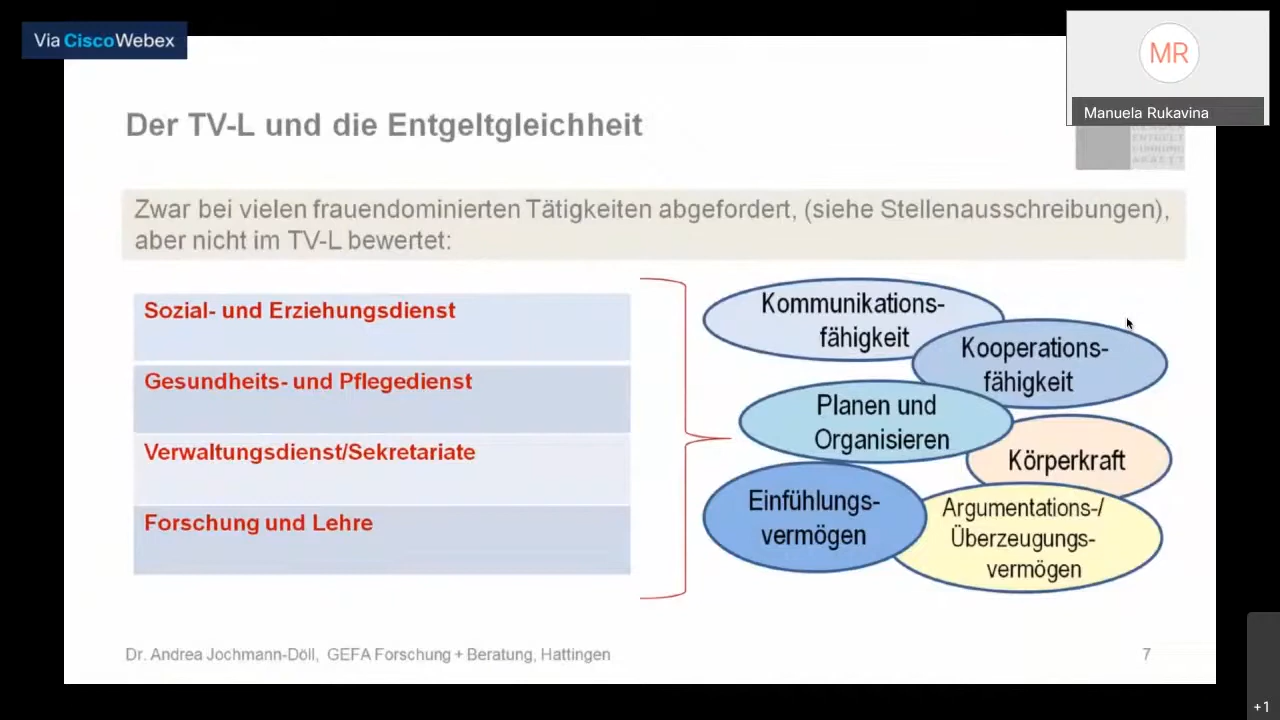 Via CiscoWebex
MR
Manuela Rukavina
Der TV-L und die Entgeltgleichheit
Zwar bei vielen frauendominierten Tätigkeiten abgefordert, (siehe Stellenausschreibungen),
aber nicht im TV-L bewertet:
Sozial- und Erziehungsdienst
Gesundheits- und Pflegedienst
Verwaltungsdienst/Sekretariate
Forschung und Lehre
Kommunikations-
fähigkeit
Kooperations-
fähigkeit
Planen und
Organisieren
Körperkraft
Einfühlungs-
vermögen
Argumentations-/
Überzeugungs-
vermögen
Dr. Andrea Jochmann-Döll, GEFA Forschung + Beratung, Hattingen
7
+1